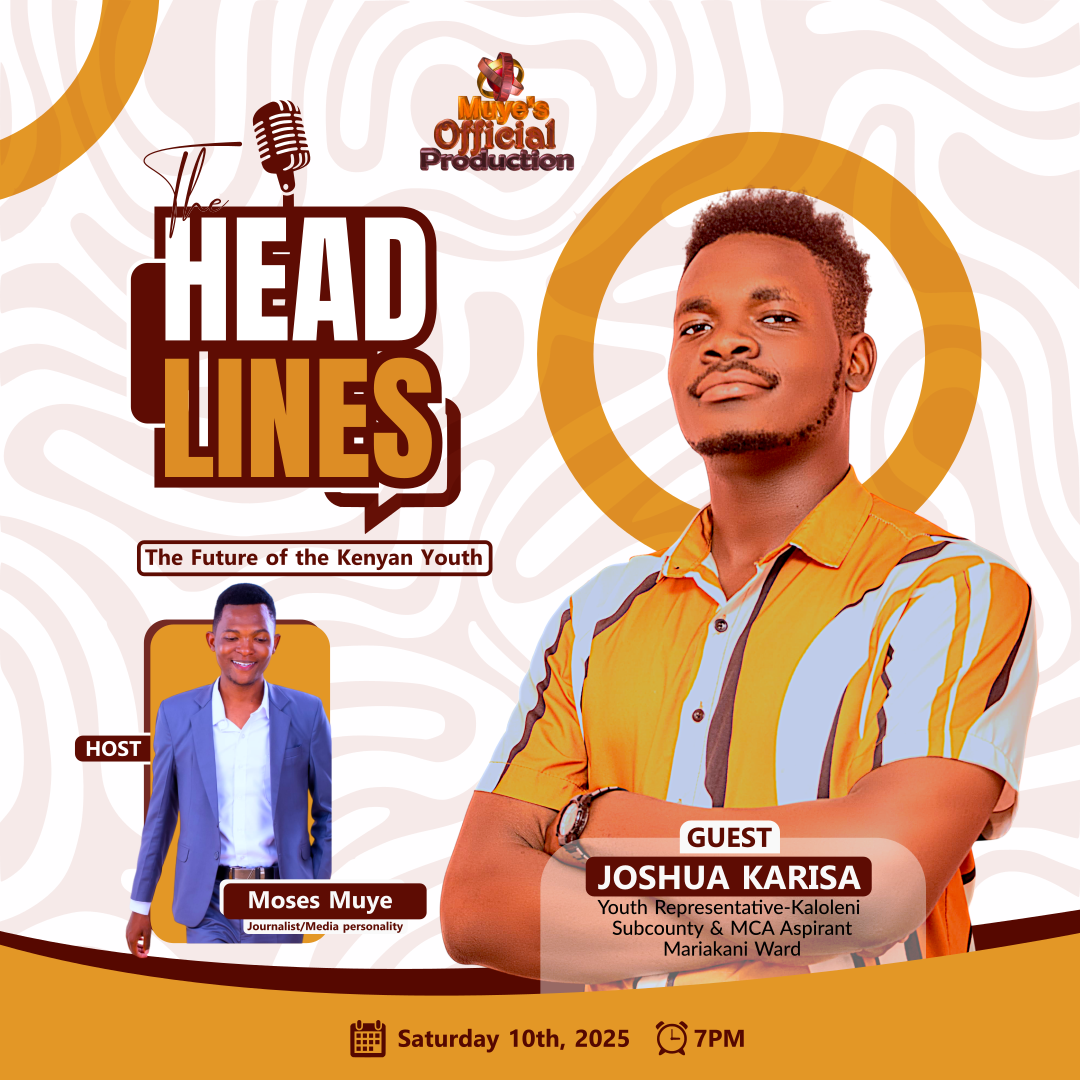 Muye's
Official
Production
The
HEAD
LINES
The Future of the Kenyan Youth
HOST
Moses Muye
Journalist/Media personality
GUEST
JOSHUA KARISA
Youth Representative-Kaloleni
Subcounty & MCA Aspirant
Mariakani Ward
Saturday 10th, 2025
7PM